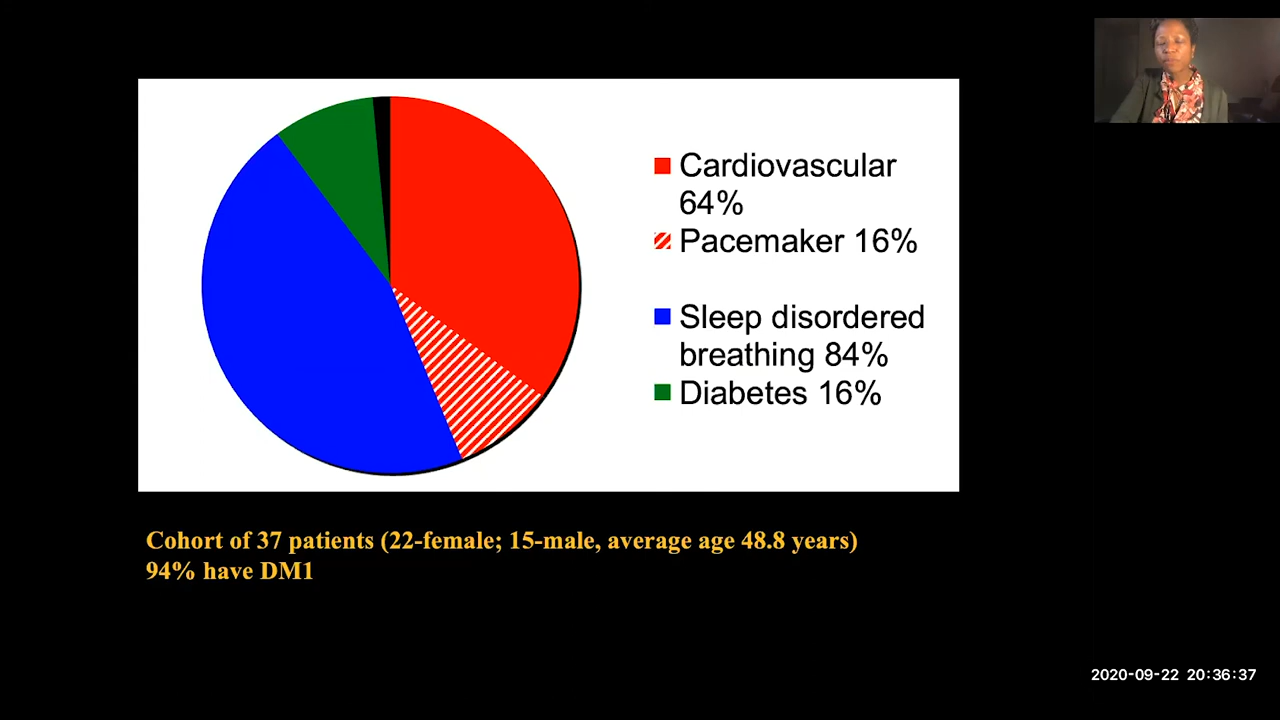 Cardiovascular
64%
Pacemaker 16%
Sleep disordered
breathing 84%
Diabetes 16%
Cohort of 37 patients (22-female; 15-male, average age 48.8 years)
94% have DM1
2020-09-22 20:36:37